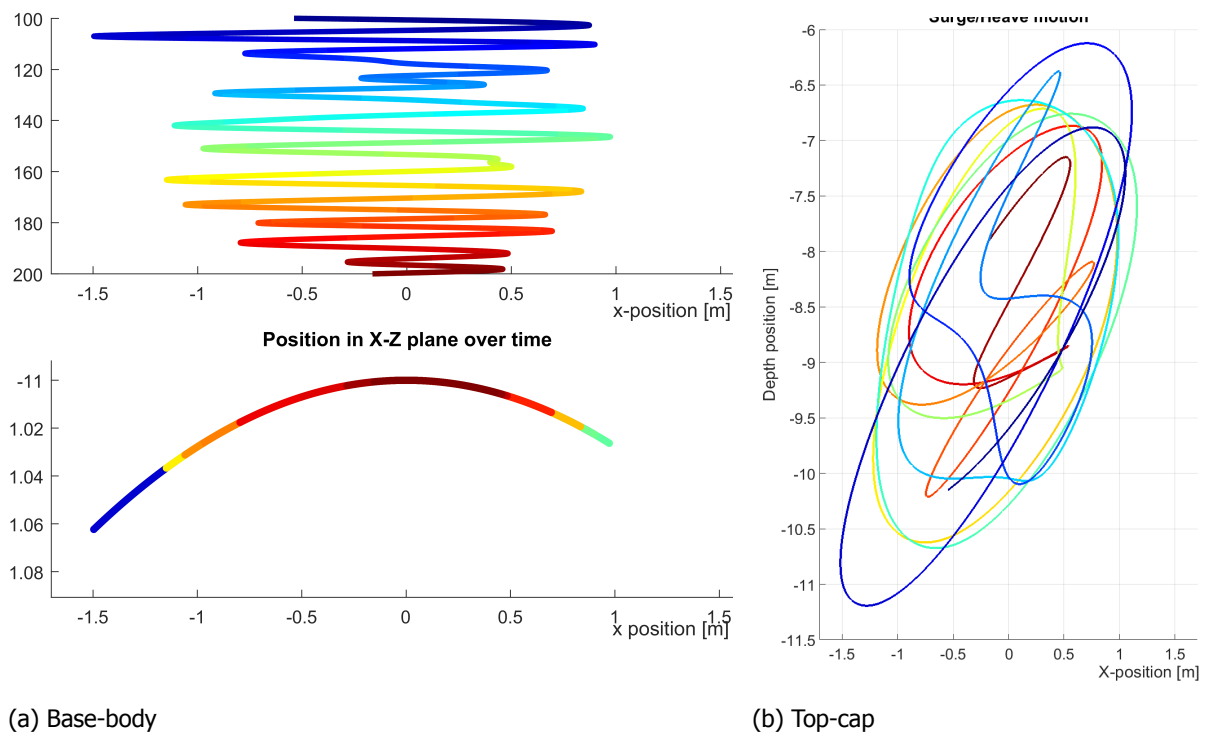 100
120
140
160
180
200
-1.5 -1 -0.5 0 0.5 1 1.5
x-position [m]
Position in X-Z plane over time
-11
1.02
1.04
1.06
1.08
-1.5 -1 -0.5 0 0.5 1 1.5
x position [m]
(a) Base-body
Surge/Heave motion
-6
-6.5
-7
-7.5
-8
-8.5
-9
-9.5
-10
-10.5
-11
-11.5
Depth position [m]
-1.5 -1 -0.5 0 0.5 1 1.5
X-position [m]
(b) Top-cap